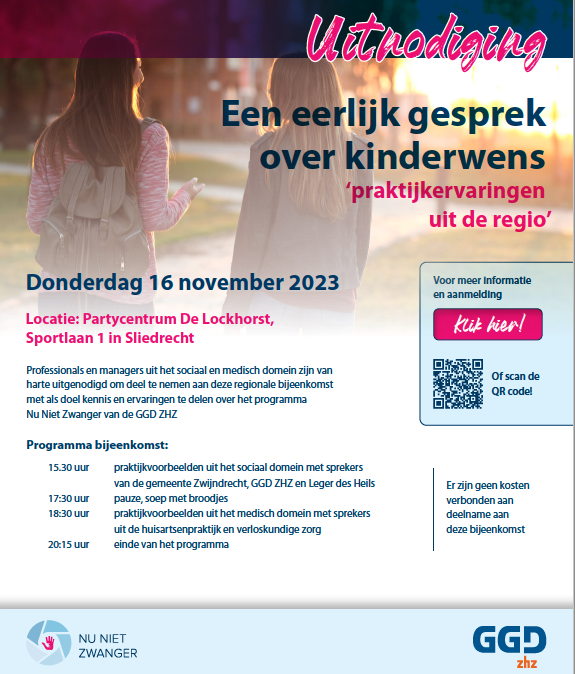 Uitnodiging
Een eerlijk gesprek
over kinderwens
‘praktijkervaringen
uit de regio’
Donderdag 16 november 2023
Locatie: Partycentrum De Lockhorst,
Sportlaan 1 in Sliedrecht
Professionals en managers uit het sociaal en medisch domein zijn van
harte uitgenodigd om deel te nemen aan deze regionale bijeenkomst
met als doel kennis en ervaringen te delen over het programma
Nu Niet Zwanger van de GGD ZHZ
Voor meer informatie
en aanmelding
Klik hier!
Of scan de
QR code!
Programma bijeenkomst:
15.30 uur praktijkvoorbeelden uit het sociaal domein met sprekers
van de gemeente Zwijndrecht, GGD ZHZ en Leger des Heils
17:30 uur pauze, soep met broodjes
18:30 uur praktijkvoorbeelden uit het medisch domein met sprekers
uit de huisartsenpraktijk en verloskundige zorg
20:15 uur einde van het programma
Er zijn geen kosten
verbonden aan
deelname aan
deze bijeenkomst
NU NIET
ZWANGER
GGD
zhz